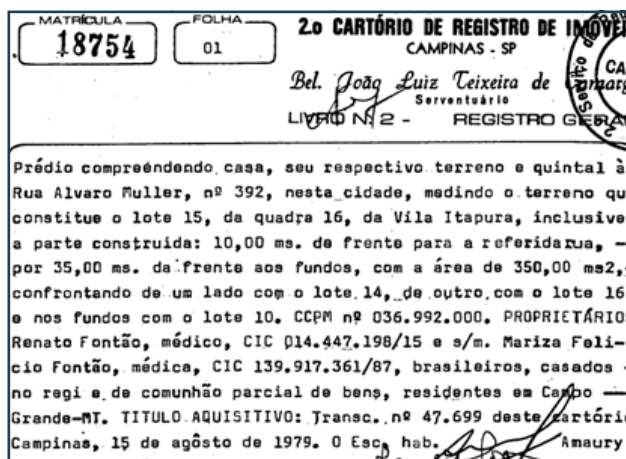 MATRÍCULA
18754
FOLHA
01
2.o CARTÓRIO DE REGISTRO DE IMÓVEI
CAMPINAS - SP
Bel. João Luiz Teixeira de Camarg
Serventuário
LIVRO Nº 2 - REGISTRO GERAL
Prédio compreendendo casa, seu respectivo terreno e quintal à
Rua Alvaro Muller, nº 392, nesta cidade, medindo o terreno qu
constitue o lote 15, da quadra 16, da Vila Itapura, inclusive
a parte construida: 10,00 ms. de frente para a referidarua, —
por 35,00 ms. da frente aos fundos, com a área de 350,00 ms2,
confrontando de um lado com o lote 14, de outro com o lote 16
e nos fundos com o lote 10. CCPM nº 036.992.000. PROPRIETÁRIOS
Renato Fontão, médico, CIC 014.447.198/15 e s/m. Mariza Feli-
cio Fontão, médica, CIC 139.917.361/87, brasileiros, casados -
no regi e de comunhão parcial de bens, residentes em Campo —
Grande-MT. TITULO AQUISITIVO: Transc. nº 47.699 deste cartóri
Campinas, 15 de agôsto de 1979. O Esc. hab. Amaury